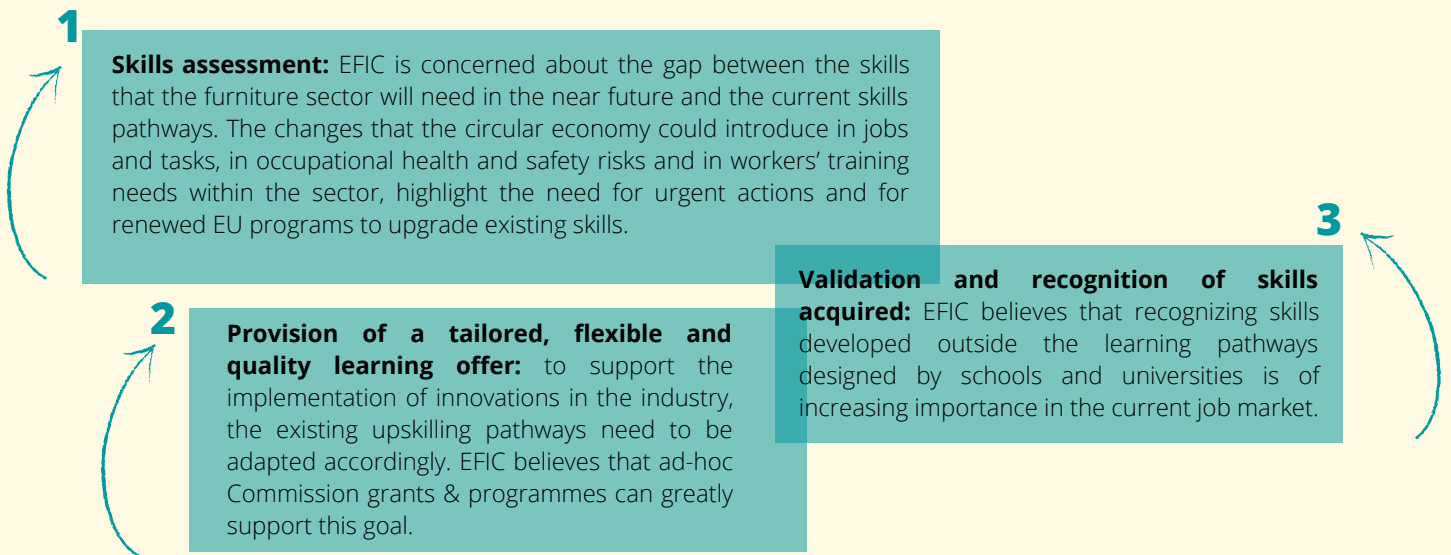 1
Skills assessment: EFIC is concerned about the gap between the skills
that the furniture sector will need in the near future and the current skills
pathways. The changes that the circular economy could introduce in jobs
and tasks, in occupational health and safety risks and in workers' training
needs within the sector, highlight the need for urgent actions and for
renewed EU programs to upgrade existing skills.
2
Provision of a tailored, flexible and
quality learning offer: to support the
implementation of innovations in the industry,
the existing upskilling pathways need to be
adapted accordingly. EFIC believes that ad-hoc
Commission grants & programmes can greatly
support this goal.
3
Validation and recognition of skills
acquired: EFIC believes that recognizing skills
developed outside the learning pathways
designed by schools and universities is of
increasing importance in the current job market.